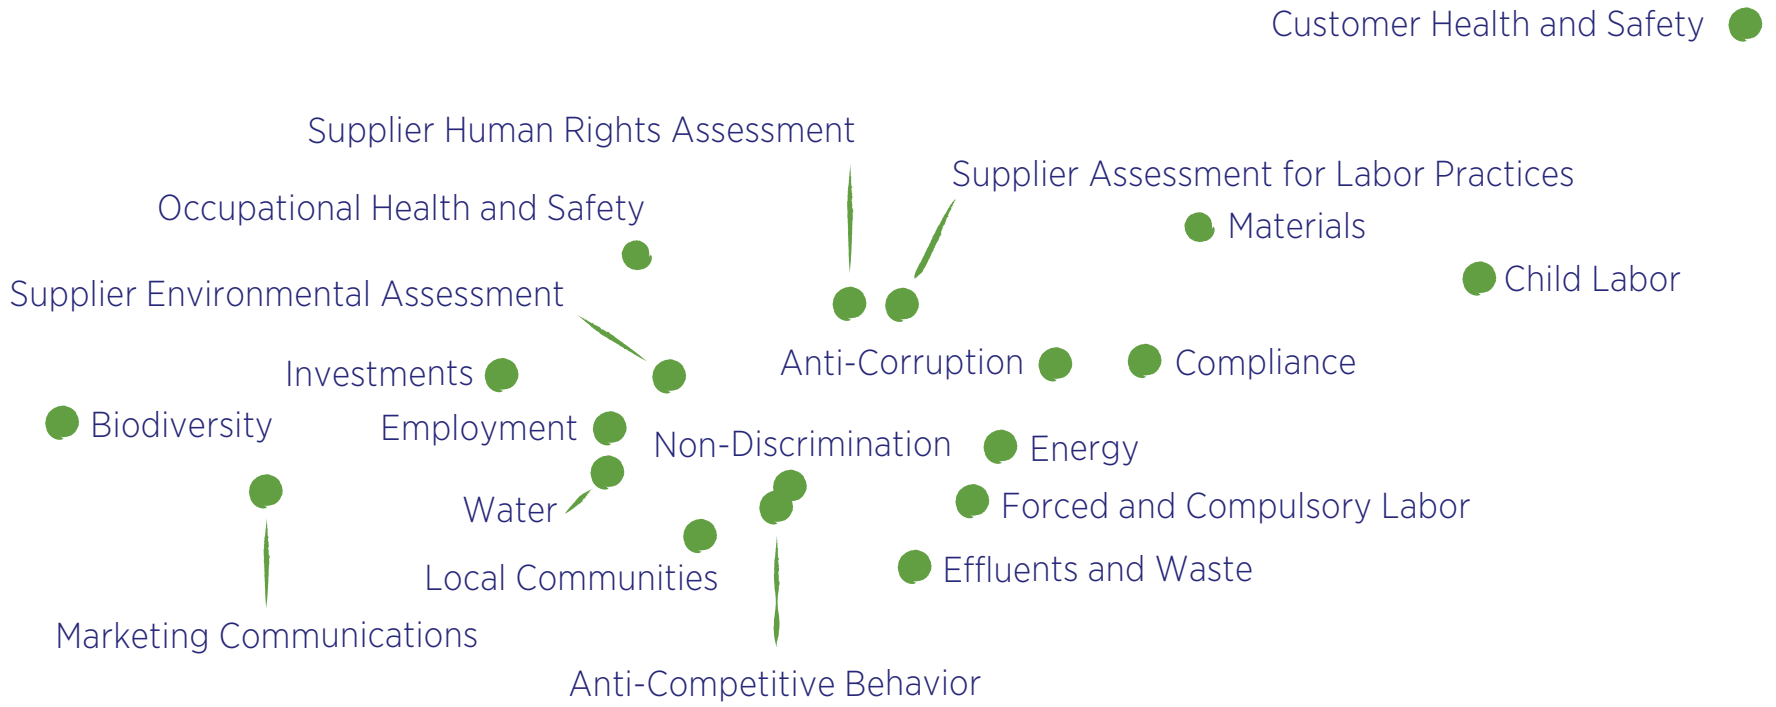 Customer Health and Safety
Supplier Human Rights Assessment
Supplier Assessment for Labor Practices
Occupational Health and Safety
Materials
Child Labor
Supplier Environmental Assessment
Anti-Corruption
Compliance
Investments
Biodiversity
Employment
Non-Discrimination
Energy
Water
Forced and Compulsory Labor
Effluents and Waste
Local Communities
Marketing Communications
Anti-Competitive Behavior